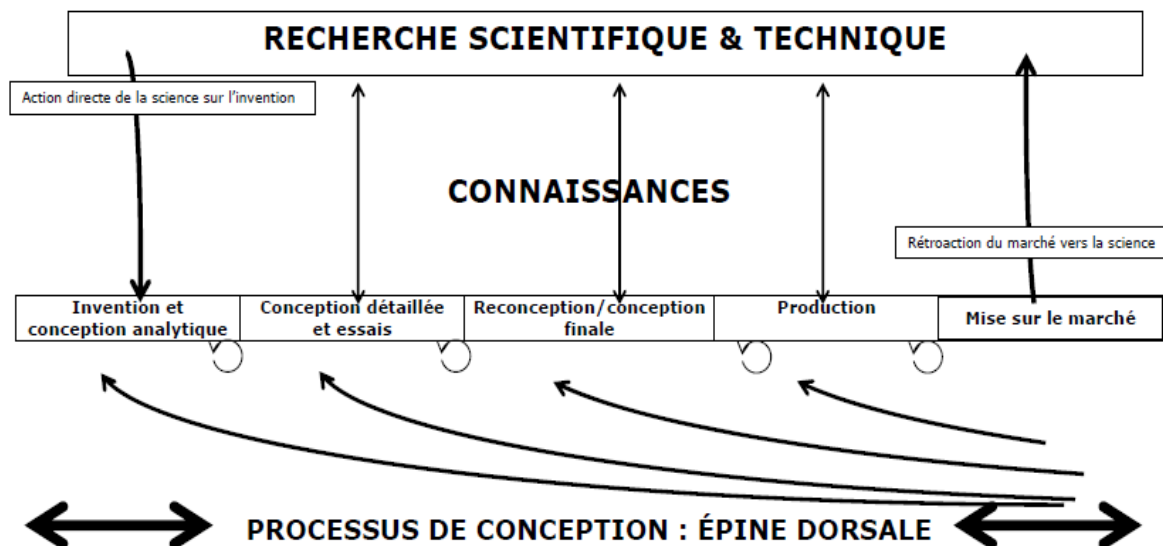 RECHERCHE SCIENTIFIQUE & TECHNIQUE
Action directe de la science sur l'invention
CONNAISSANCES
Rétroaction du marché vers la science
Invention et
conception analytique
Conception détaillée
et essais
Reconception/conception
finale
Production
Mise sur le marché
PROCESSUS DE CONCEPTION : ÉPINE DORSALE